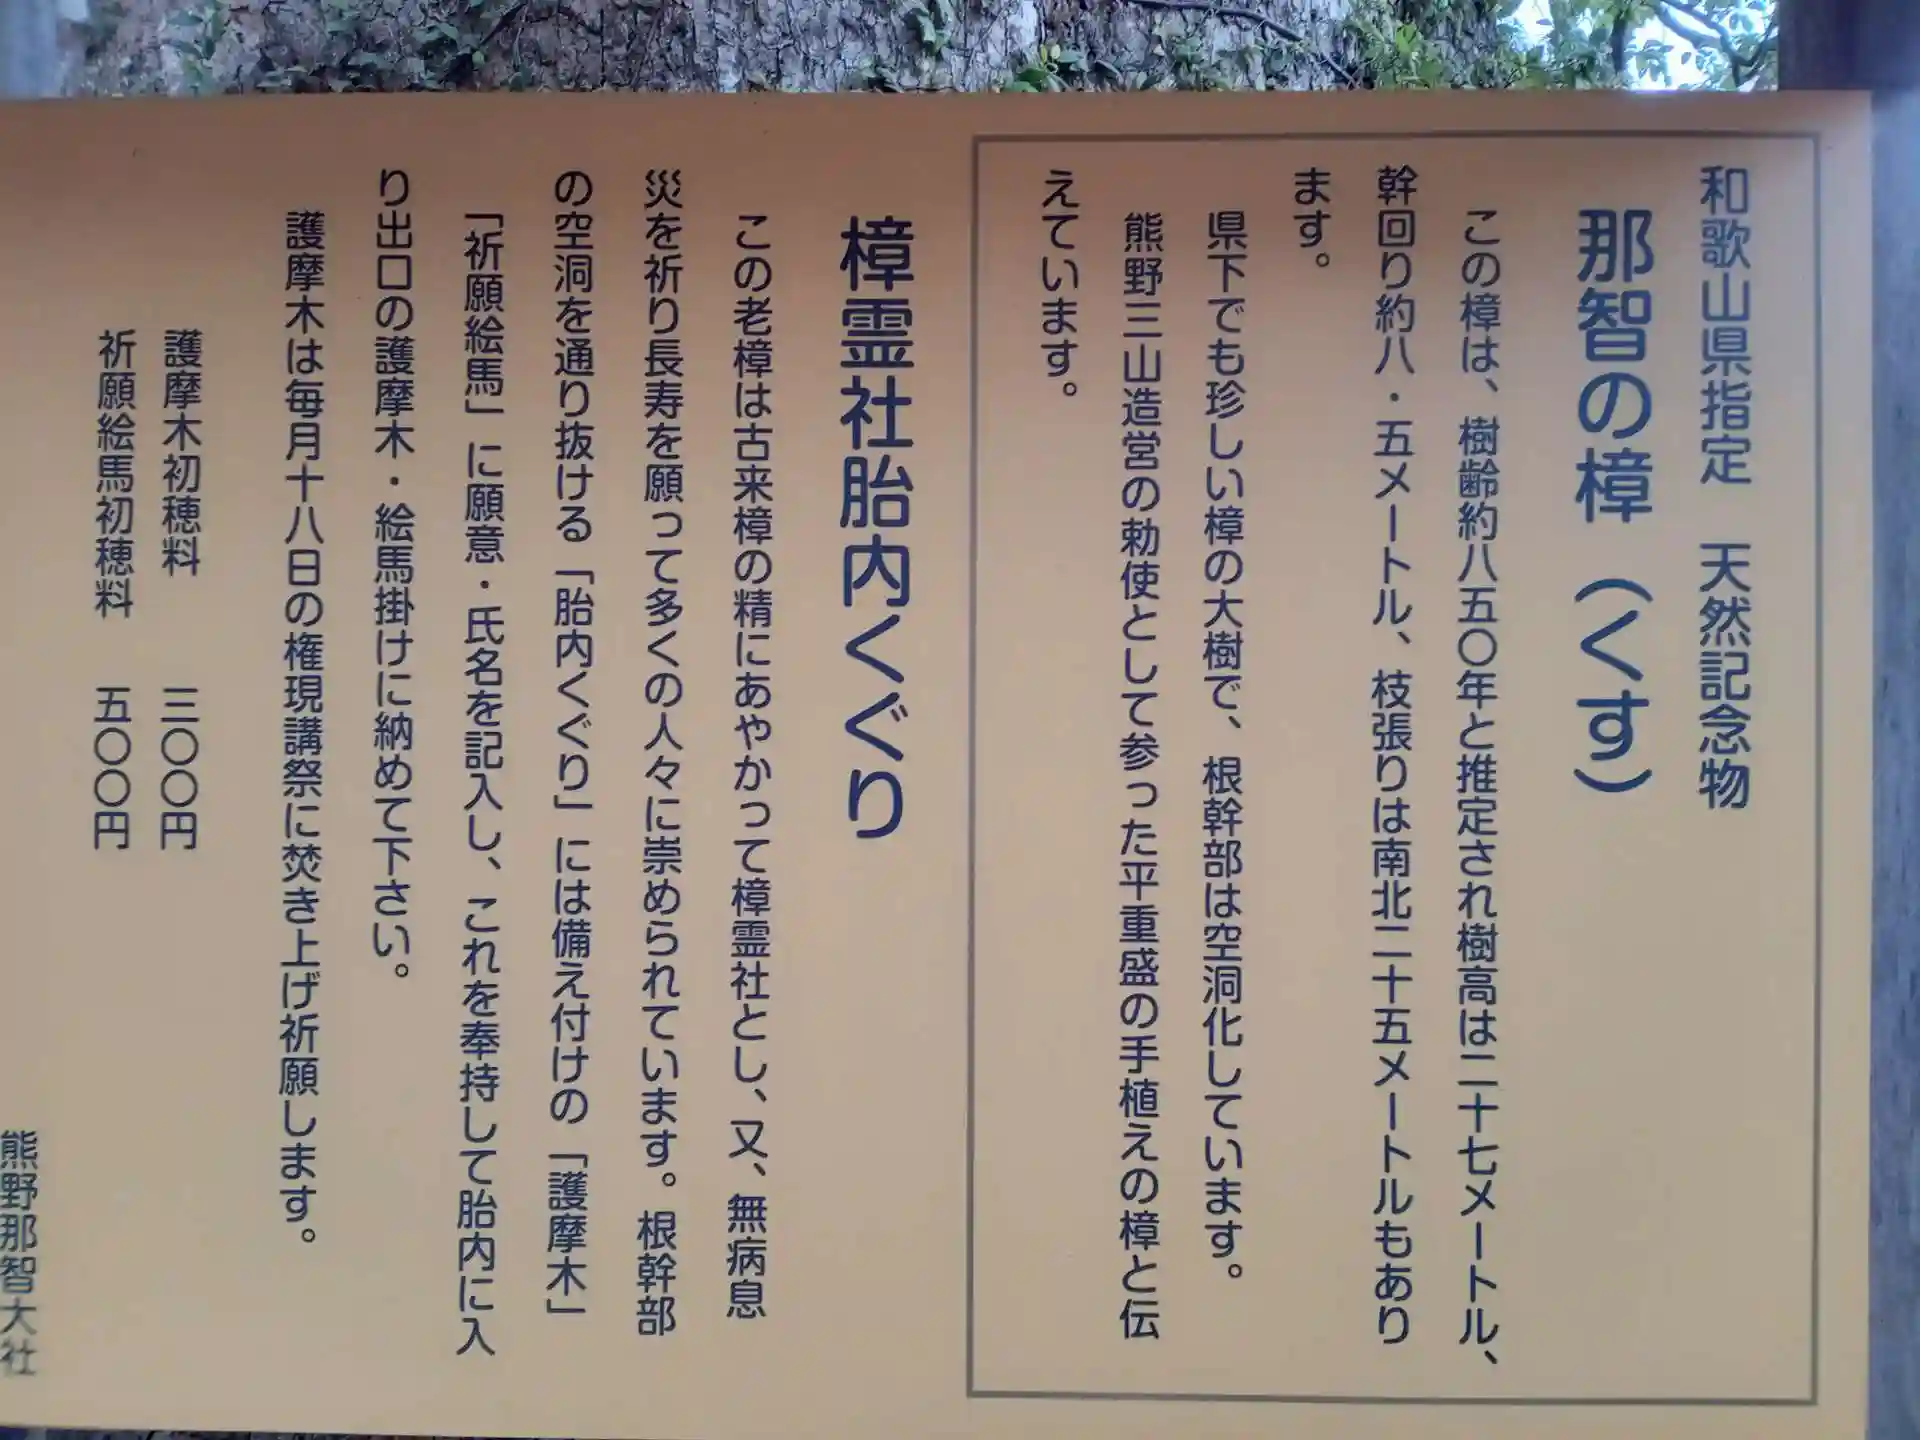 和歌山県指定　天然記念物
那智の樟（くす）
この樟は、樹齢約八五〇年と推定され樹高は二十七メートル、
幹回り約八・五メートル、枝張りは南北二十五メートルもあり
ます。
県下でも珍しい樟の大樹で、根幹部は空洞化しています。
熊野三山造営の勅使として参った平重盛の手植えの樟と伝
えています。
樟霊社胎内くぐり
この老樟は古来樟の精にあやかって樟霊社とし、又、無病息
災を祈り長寿を願って多くの人々に崇められています。根幹部
の空洞を通り抜ける「胎内くぐり」には備え付けの「護摩木」
「祈願絵馬」に願意・氏名を記入し、これを奉持して胎内に入
り出口の護摩木・絵馬掛けに納めて下さい。
護摩木は毎月十八日の権現講祭に焚き上げ祈願します。
護摩木初穂料　三〇〇円
祈願絵馬初穂料　五〇〇円
熊野那智大社